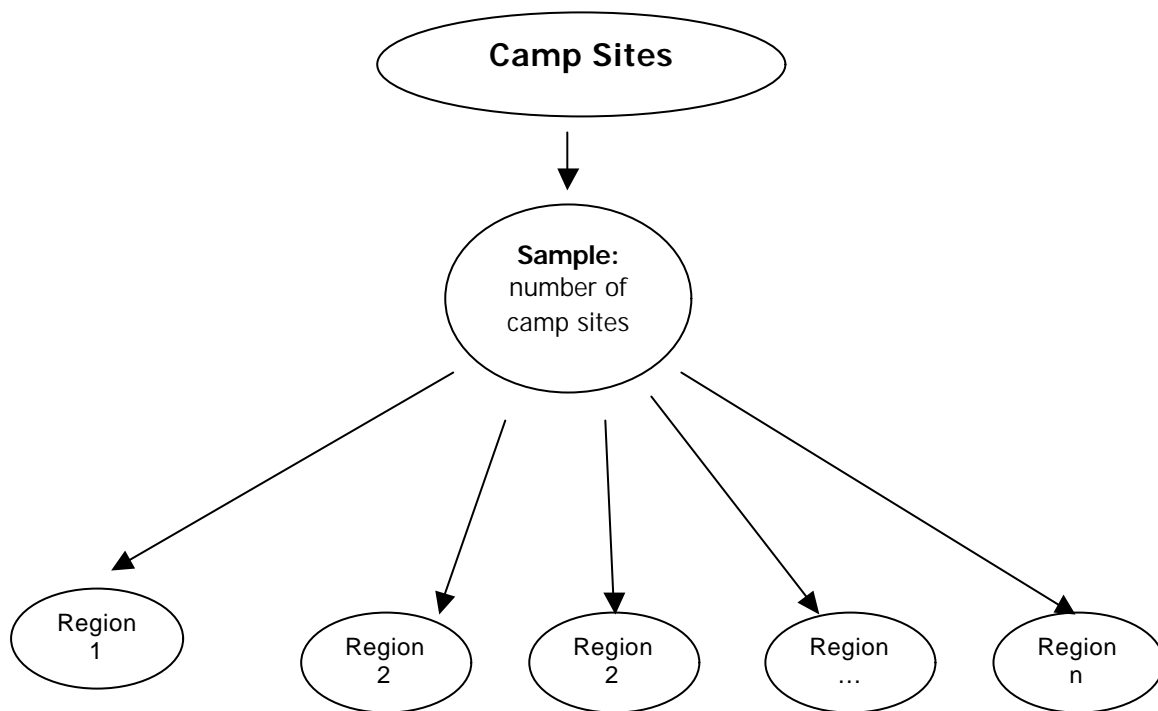 Camp Sites
Sample:
number of
camp sites
Region
1
Region
2
Region
2
Region
...
Region
n